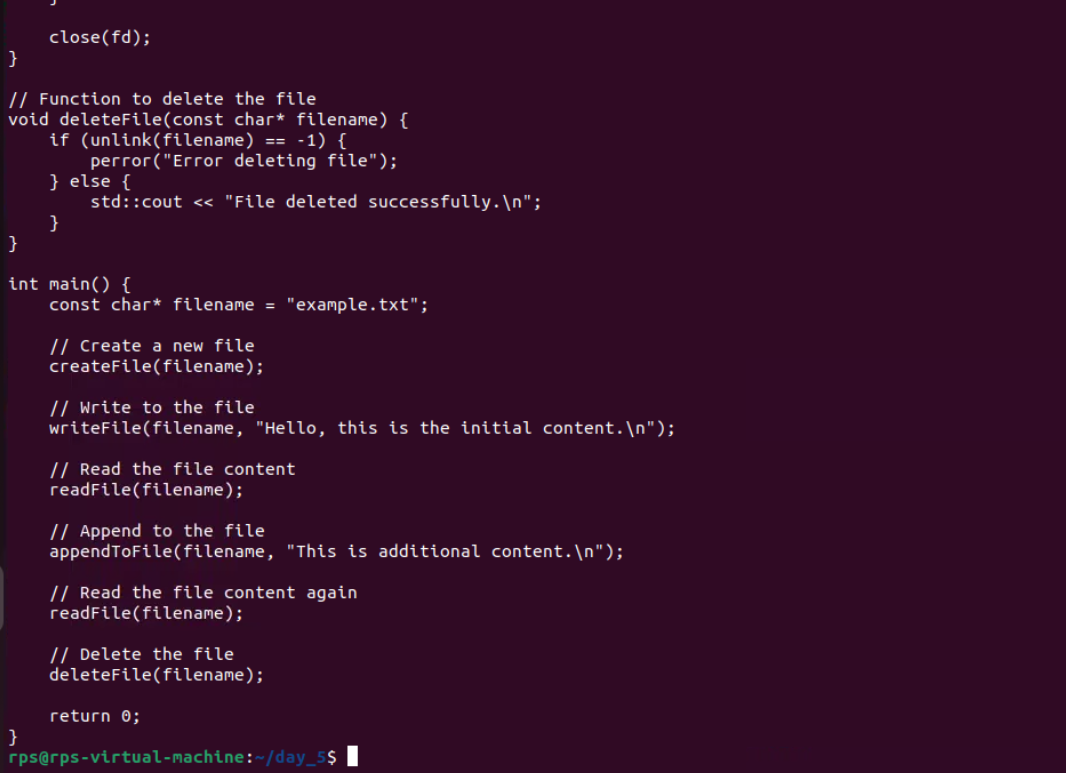 }
    close(fd);
}
// Function to delete the file
void deleteFile(const char* filename) {
    if (unlink(filename) == -1) {
        perror("Error deleting file");
    } else {
        std::cout << "File deleted successfully.\n";
    }
}
int main() {
    const char* filename = "example.txt";
    // Create a new file
    createFile(filename);
    // Write to the file
    writeFile(filename, "Hello, this is the initial content.\n");
    // Read the file content
    readFile(filename);
    // Append to the file
    appendToFile(filename, "This is additional content.\n");
    // Read the file content again
    readFile(filename);
    // Delete the file
    deleteFile(filename);
    return 0;
}
rps@rps-virtual-machine:~/day_5$